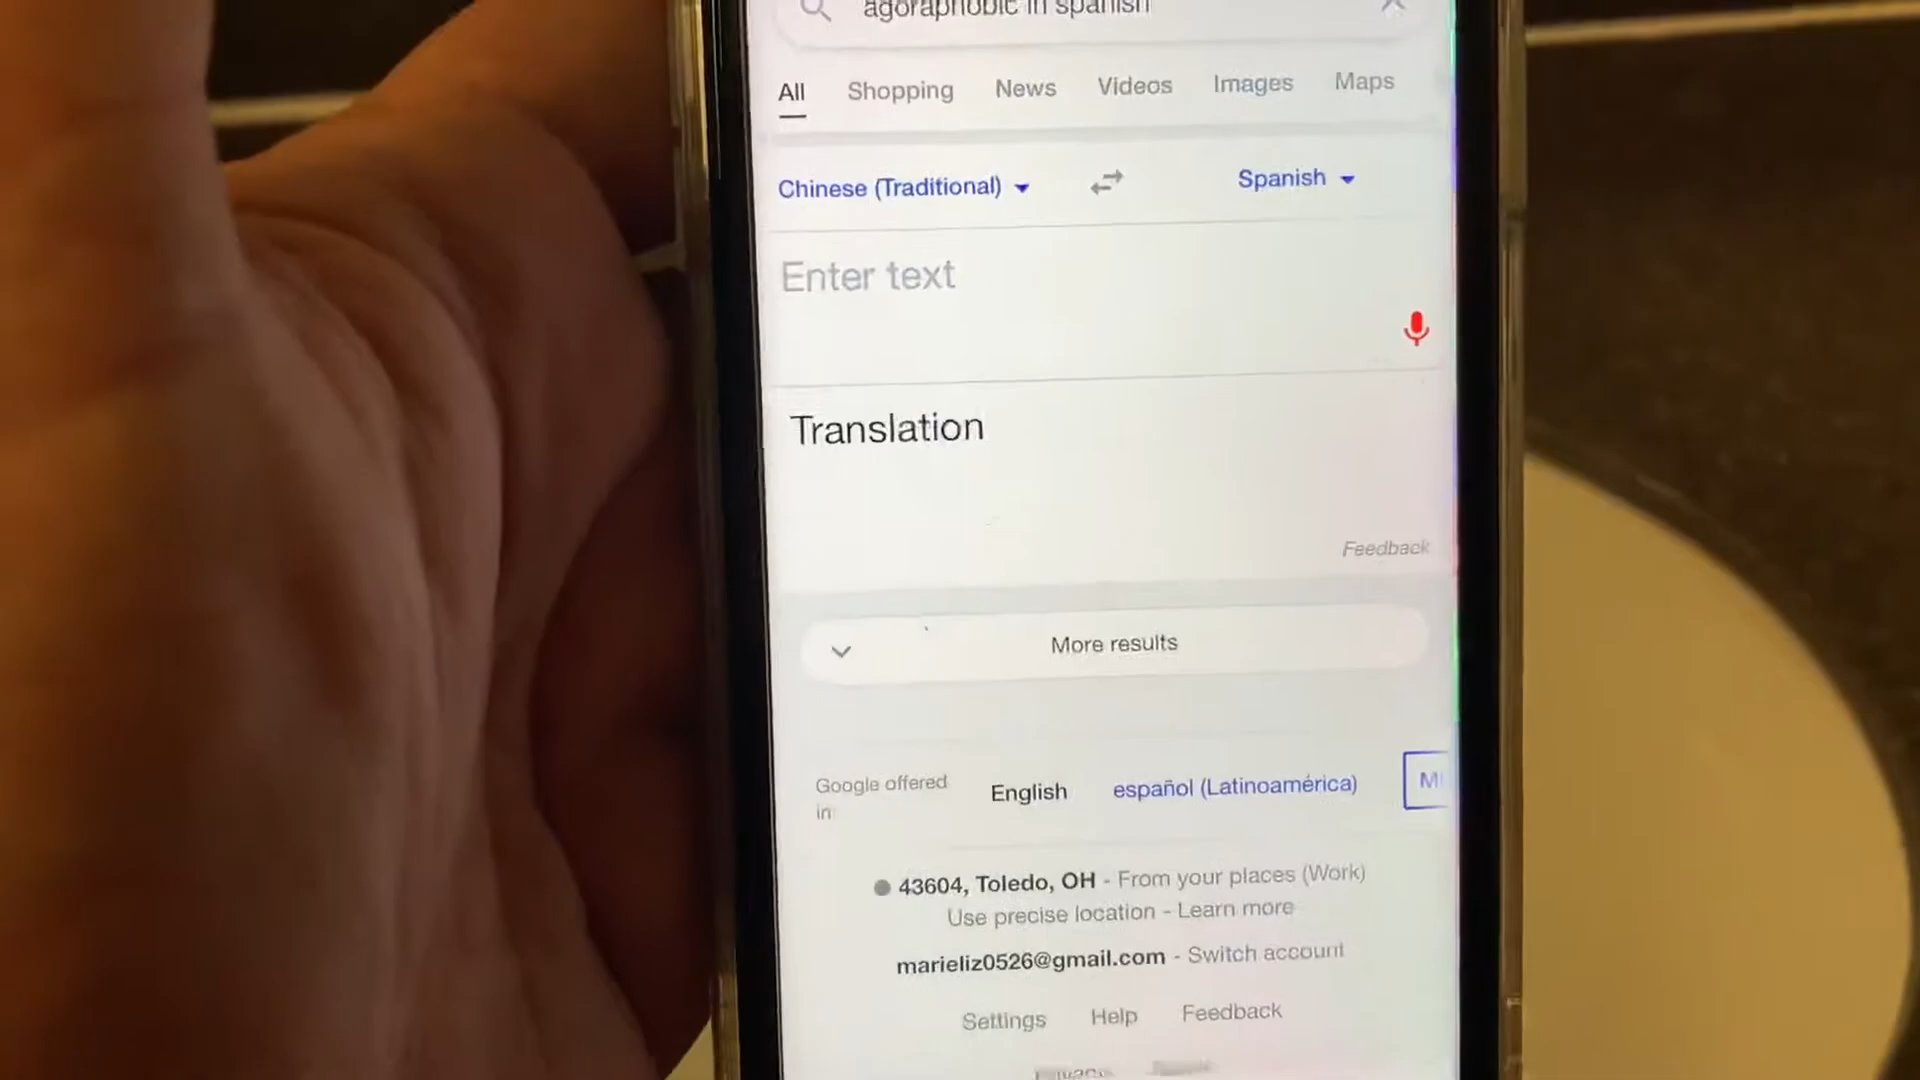 agoraphobic in spanish
All Shopping News Videos Images Maps
Chinese (Traditional) Spanish
Enter text
Translation
Feedback
More results
Google offered in: English español (Latinoamérica)
43604, Toledo, OH - From your places (Work)
Use precise location - Learn more
marieliz0526@gmail.com - Switch account
Settings Help Feedback